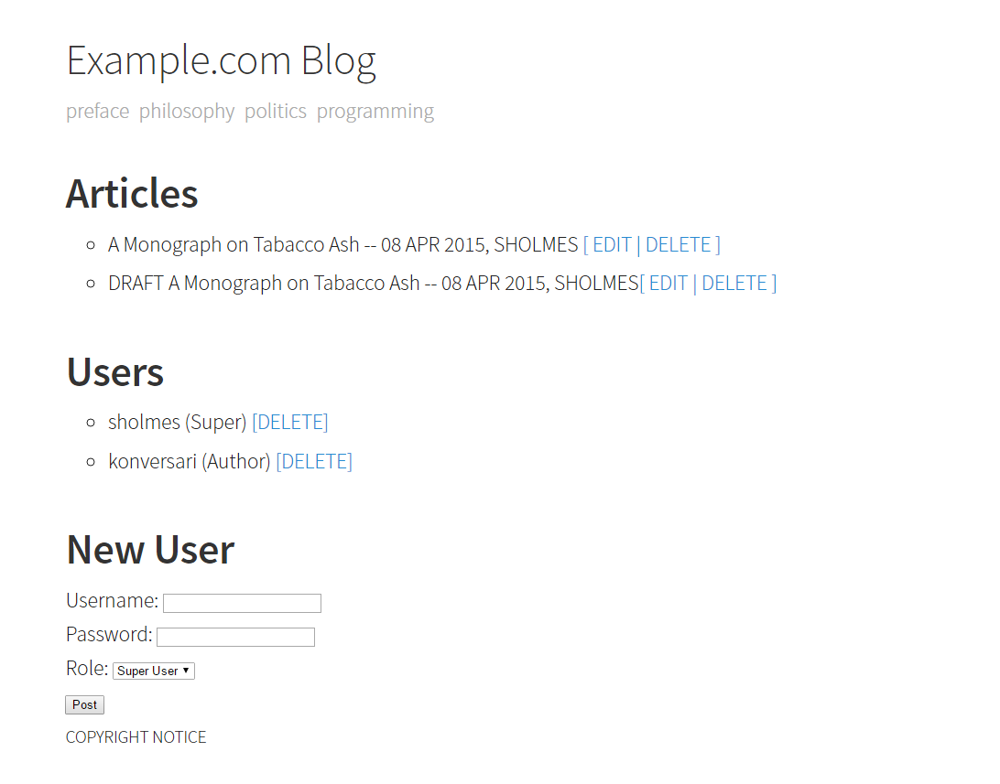 Example.com Blog
preface philosophy politics programming
Articles
A Monograph on Tabacco Ash -- 08 APR 2015, SHOLMES [ EDIT | DELETE ]
DRAFT A Monograph on Tabacco Ash -- 08 APR 2015, SHOLMES[ EDIT | DELETE ]
Users
sholmes (Super) [DELETE]
konversari (Author) [DELETE]
New User
Username:
Password:
Role: Super User
Post
COPYRIGHT NOTICE